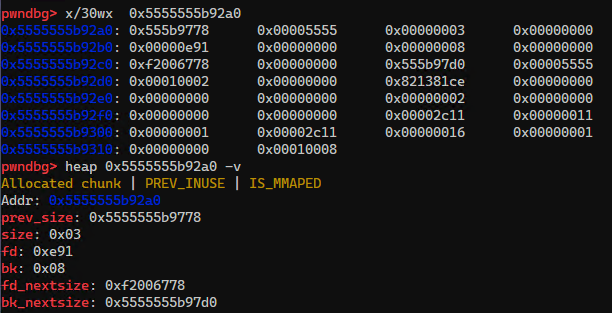 pwndbg> x/30wx  0x5555555b92a0
0x5555555b92a0: 0x555b9778 0x00005555 0x00000003 0x00000000
0x5555555b92b0: 0x00000e91 0x00000000 0x00000008 0x00000000
0x5555555b92c0: 0xf2006778 0x00000000 0x555b97d0 0x00005555
0x5555555b92d0: 0x00010002 0x00000000 0x821381ce 0x00000000
0x5555555b92e0: 0x00000000 0x00000000 0x00000002 0x00000000
0x5555555b92f0: 0x00000000 0x00000000 0x00002c11 0x00000011
0x5555555b9300: 0x00000001 0x00002c11 0x00000016 0x00000001
0x5555555b9310: 0x00000000 0x00010008
pwndbg> heap 0x5555555b92a0 -v
Allocated chunk | PREV_INUSE | IS_MMAPED
Addr: 0x5555555b92a0
prev_size: 0x5555555b9778
size: 0x03
fd: 0xe91
bk: 0x08
fd_nextsize: 0xf2006778
bk_nextsize: 0x5555555b97d0